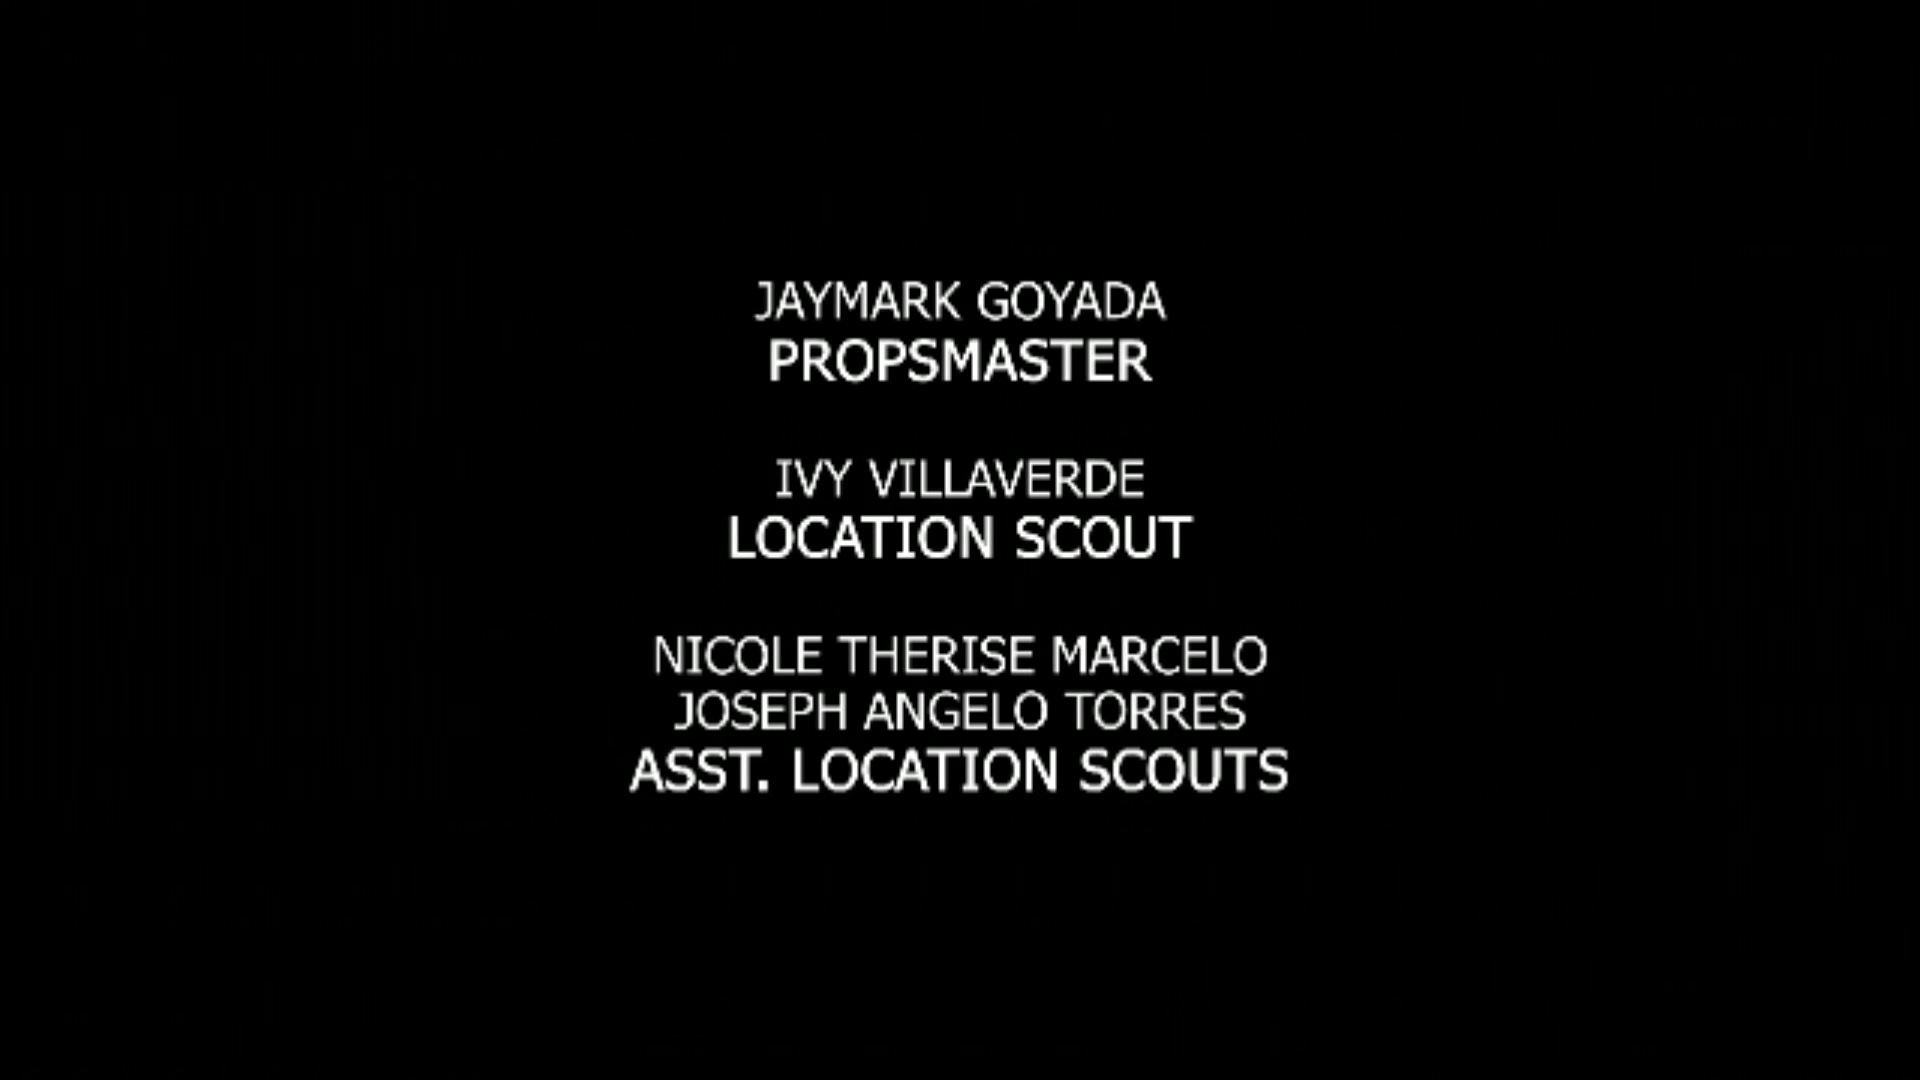 JAYMARK GOYADA
PROPSMASTER
IVY VILLAVERDE
LOCATION SCOUT
NICOLE THERISE MARCELO
JOSEPH ANGELO TORRES
ASST. LOCATION SCOUTS